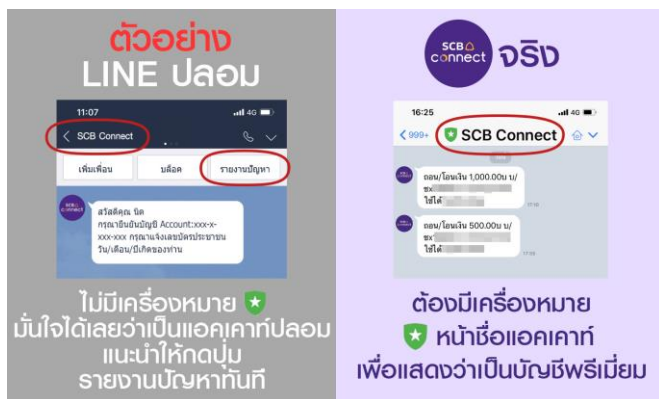 ตัวอย่าง
LINE ปลอม
11:07
4G
SCB Connect
เพิ่มเพื่อน
บล็อค
รายงานปัญหา
SCB
connect
สวัสดีคุณ นิด
กรุณายืนยันบัญชี Account:xxx-x-
xxx-xxx กรุณาแจ้งเลขบัตรประชาชน
วัน/เดือน/ปีเกิดของท่าน
ไม่มีเครื่องหมาย
มั่นใจได้เลยว่าเป็นแอคเคาท์ปลอม
แนะนำให้กดปุ่ม
รายงานปัญหาทันที
SCB
connect
จริง
16:25
4G
999+
SCB Connect
ถอน/โอนเงิน 1,000.00บ บ/
ชx
ใช้ได้
17:16
ถอน/โอนเงิน 500.00บ บ/
ชx
ใช้ได้
ต้องมีเครื่องหมาย
หน้าชื่อแอคเคาท์
เพื่อแสดงว่าเป็นบัญชีพรีเมี่ยม